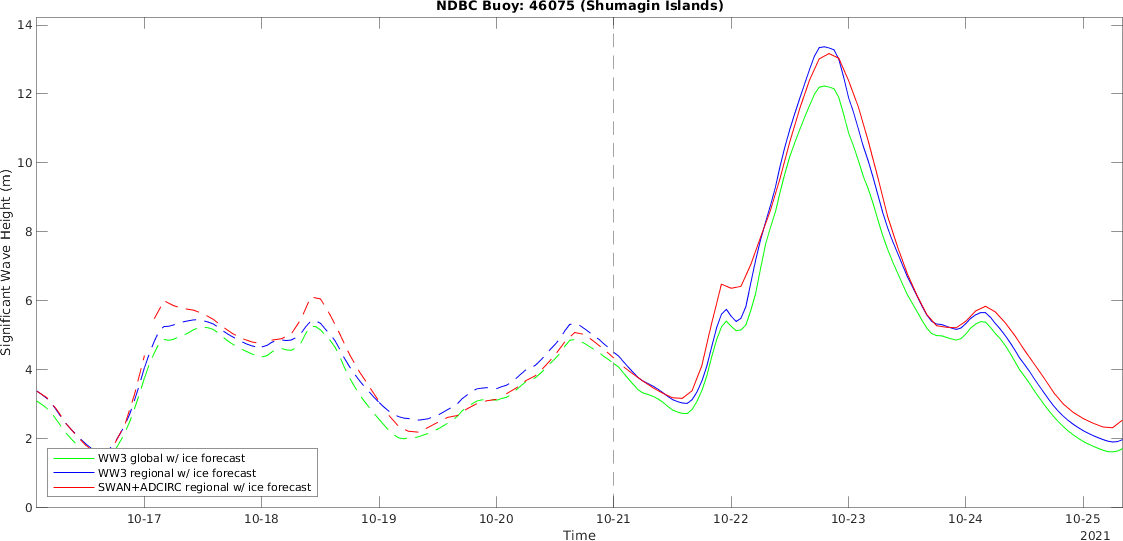 NDBC Buoy: 46075 (Shumagin Islands)
Significant Wave Height (m)
14
12
10
8
6
4
2
0
WW3 global w/ ice forecast
WW3 regional w/ ice forecast
SWAN+ADCIRC regional w/ ice forecast
10-17 10-18 10-19 10-20 10-21 10-22 10-23 10-24 10-25
Time
2021